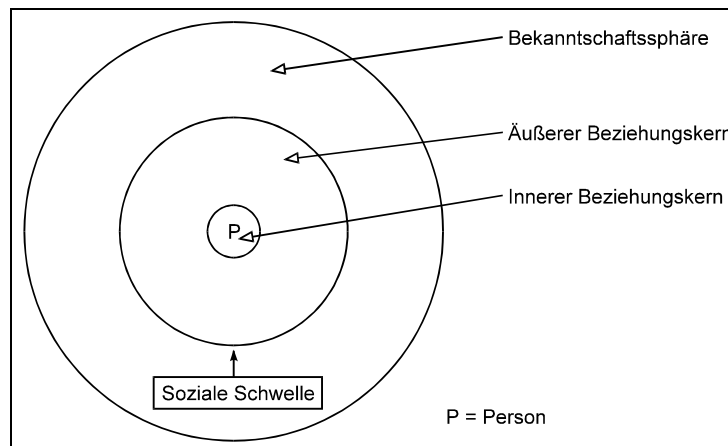 Bekanntschaftssphäre
Äußerer Beziehungskern
Innerer Beziehungskern
P
Soziale Schwelle
P = Person